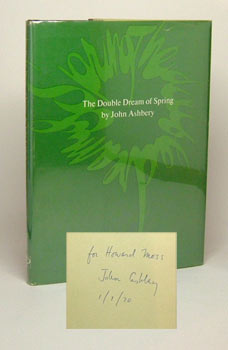 The Double Dream of Spring
by John Ashbery
for Howard Moss
John Ashbery
1/1/70